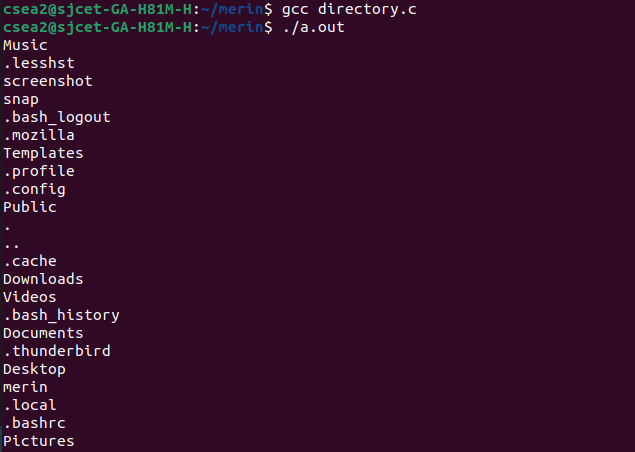 csea2@sjcet-GA-H81M-H:~/merin$ gcc directory.c
csea2@sjcet-GA-H81M-H:~/merin$ ./a.out
Music
.lesshst
screenshot
snap
.bash_logout
.mozilla
Templates
.profile
.config
Public
.
..
.cache
Downloads
Videos
.bash_history
Documents
.thunderbird
Desktop
merin
.local
.bashrc
Pictures